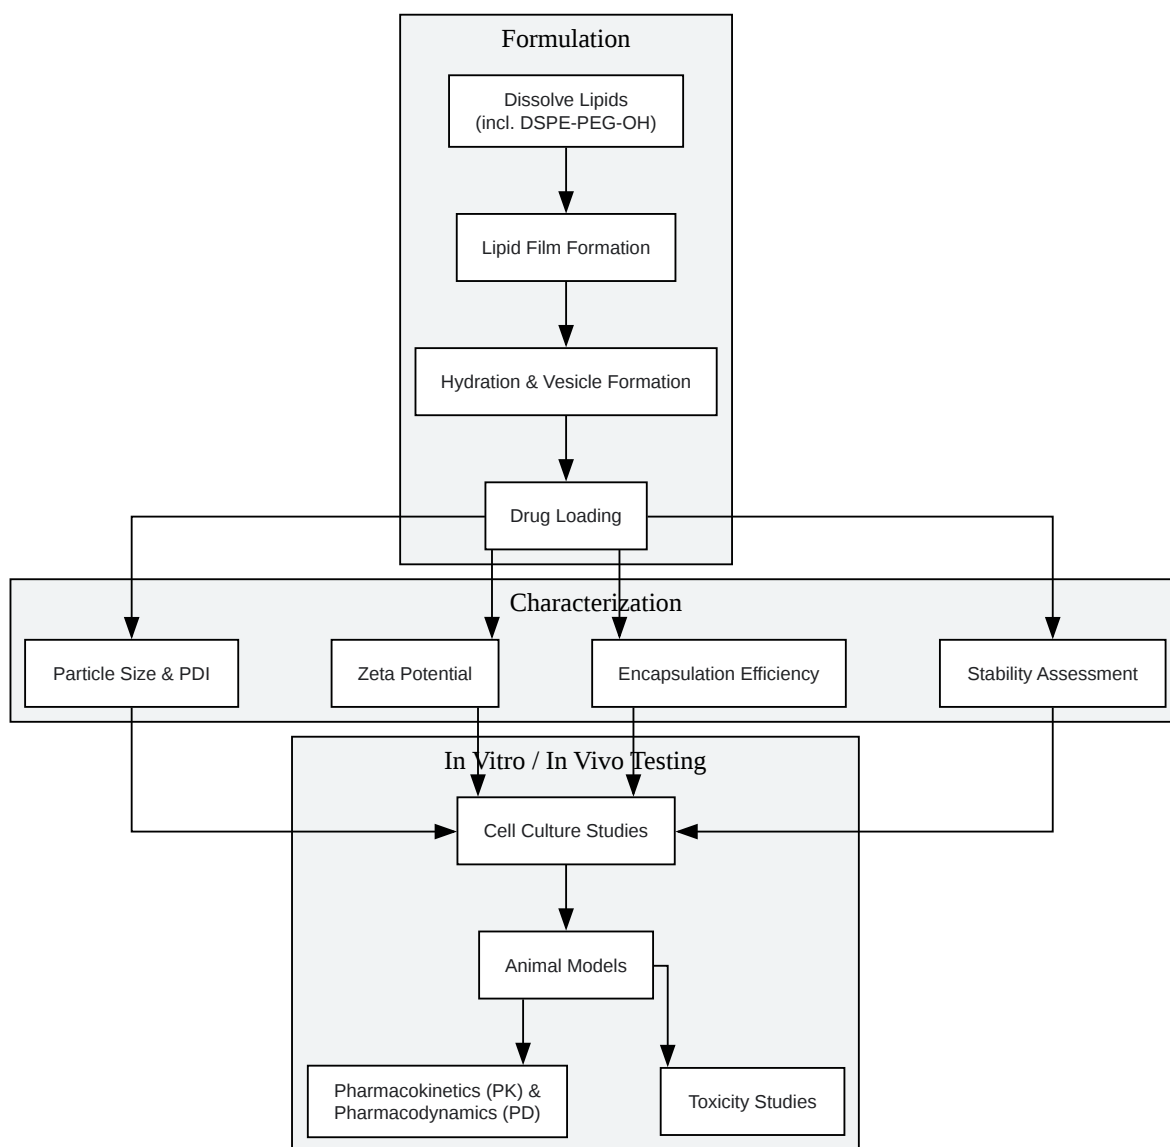 Formulation
Dissolve Lipids
(incl. DSPE-PEG-OH)
Lipid Film Formation
Hydration & Vesicle Formation
Drug Loading
Characterization
Particle Size & PDI
Zeta Potential
Encapsulation Efficiency
Stability Assessment
In Vitro / In Vivo Testing
Cell Culture Studies
Animal Models
Pharmacokinetics (PK) &
Pharmacodynamics (PD)
Toxicity Studies